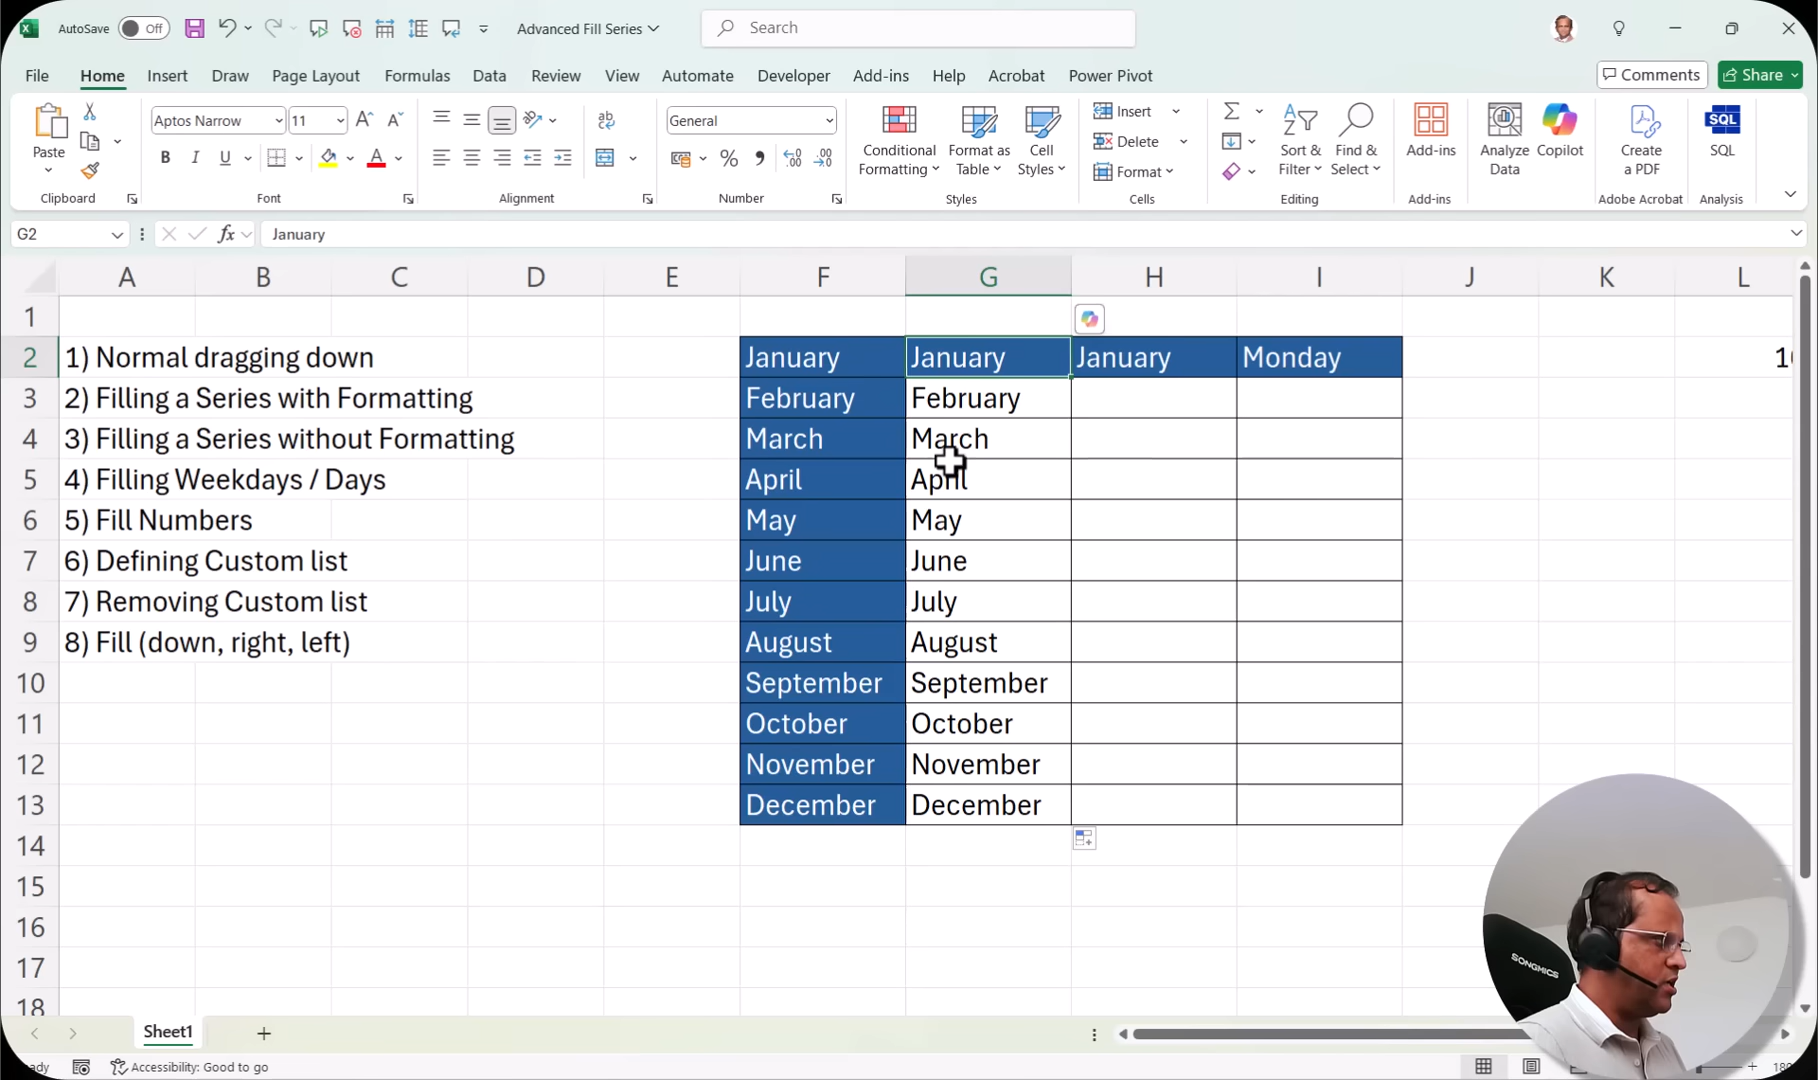 AutoSave Off Advanced Fill Series Search
File Home Insert Draw Page Layout Formulas Data Review View Automate Developer Add-ins Help Acrobat Power Pivot Comments Share
Paste
Aptos Narrow 11
B I U A
General
Conditional Formatting
Format as Table
Cell Styles
Insert
Delete
Format
Sort & Filter
Find & Select
Add-ins
Analyze Data
Copilot
Create a PDF
SQL
SQL
Clipboard Font Alignment Number Styles Cells Editing Add-ins Adobe Acrobat Analysis
G2 fx January
A B C D E F G H I J K L
1
2 1) Normal dragging down January January January Monday
3 2) Filling a Series with Formatting February February
4 3) Filling a Series without Formatting March March
5 4) Filling Weekdays / Days April April
6 5) Fill Numbers May May
7 6) Defining Custom list June June
8 7) Removing Custom list July July
9 8) Fill (down, right, left) August August
10 September September
11 October October
12 November November
13 December December
14
15
16
17
18
SONGMICS
Sheet1
Accessibility: Good to go